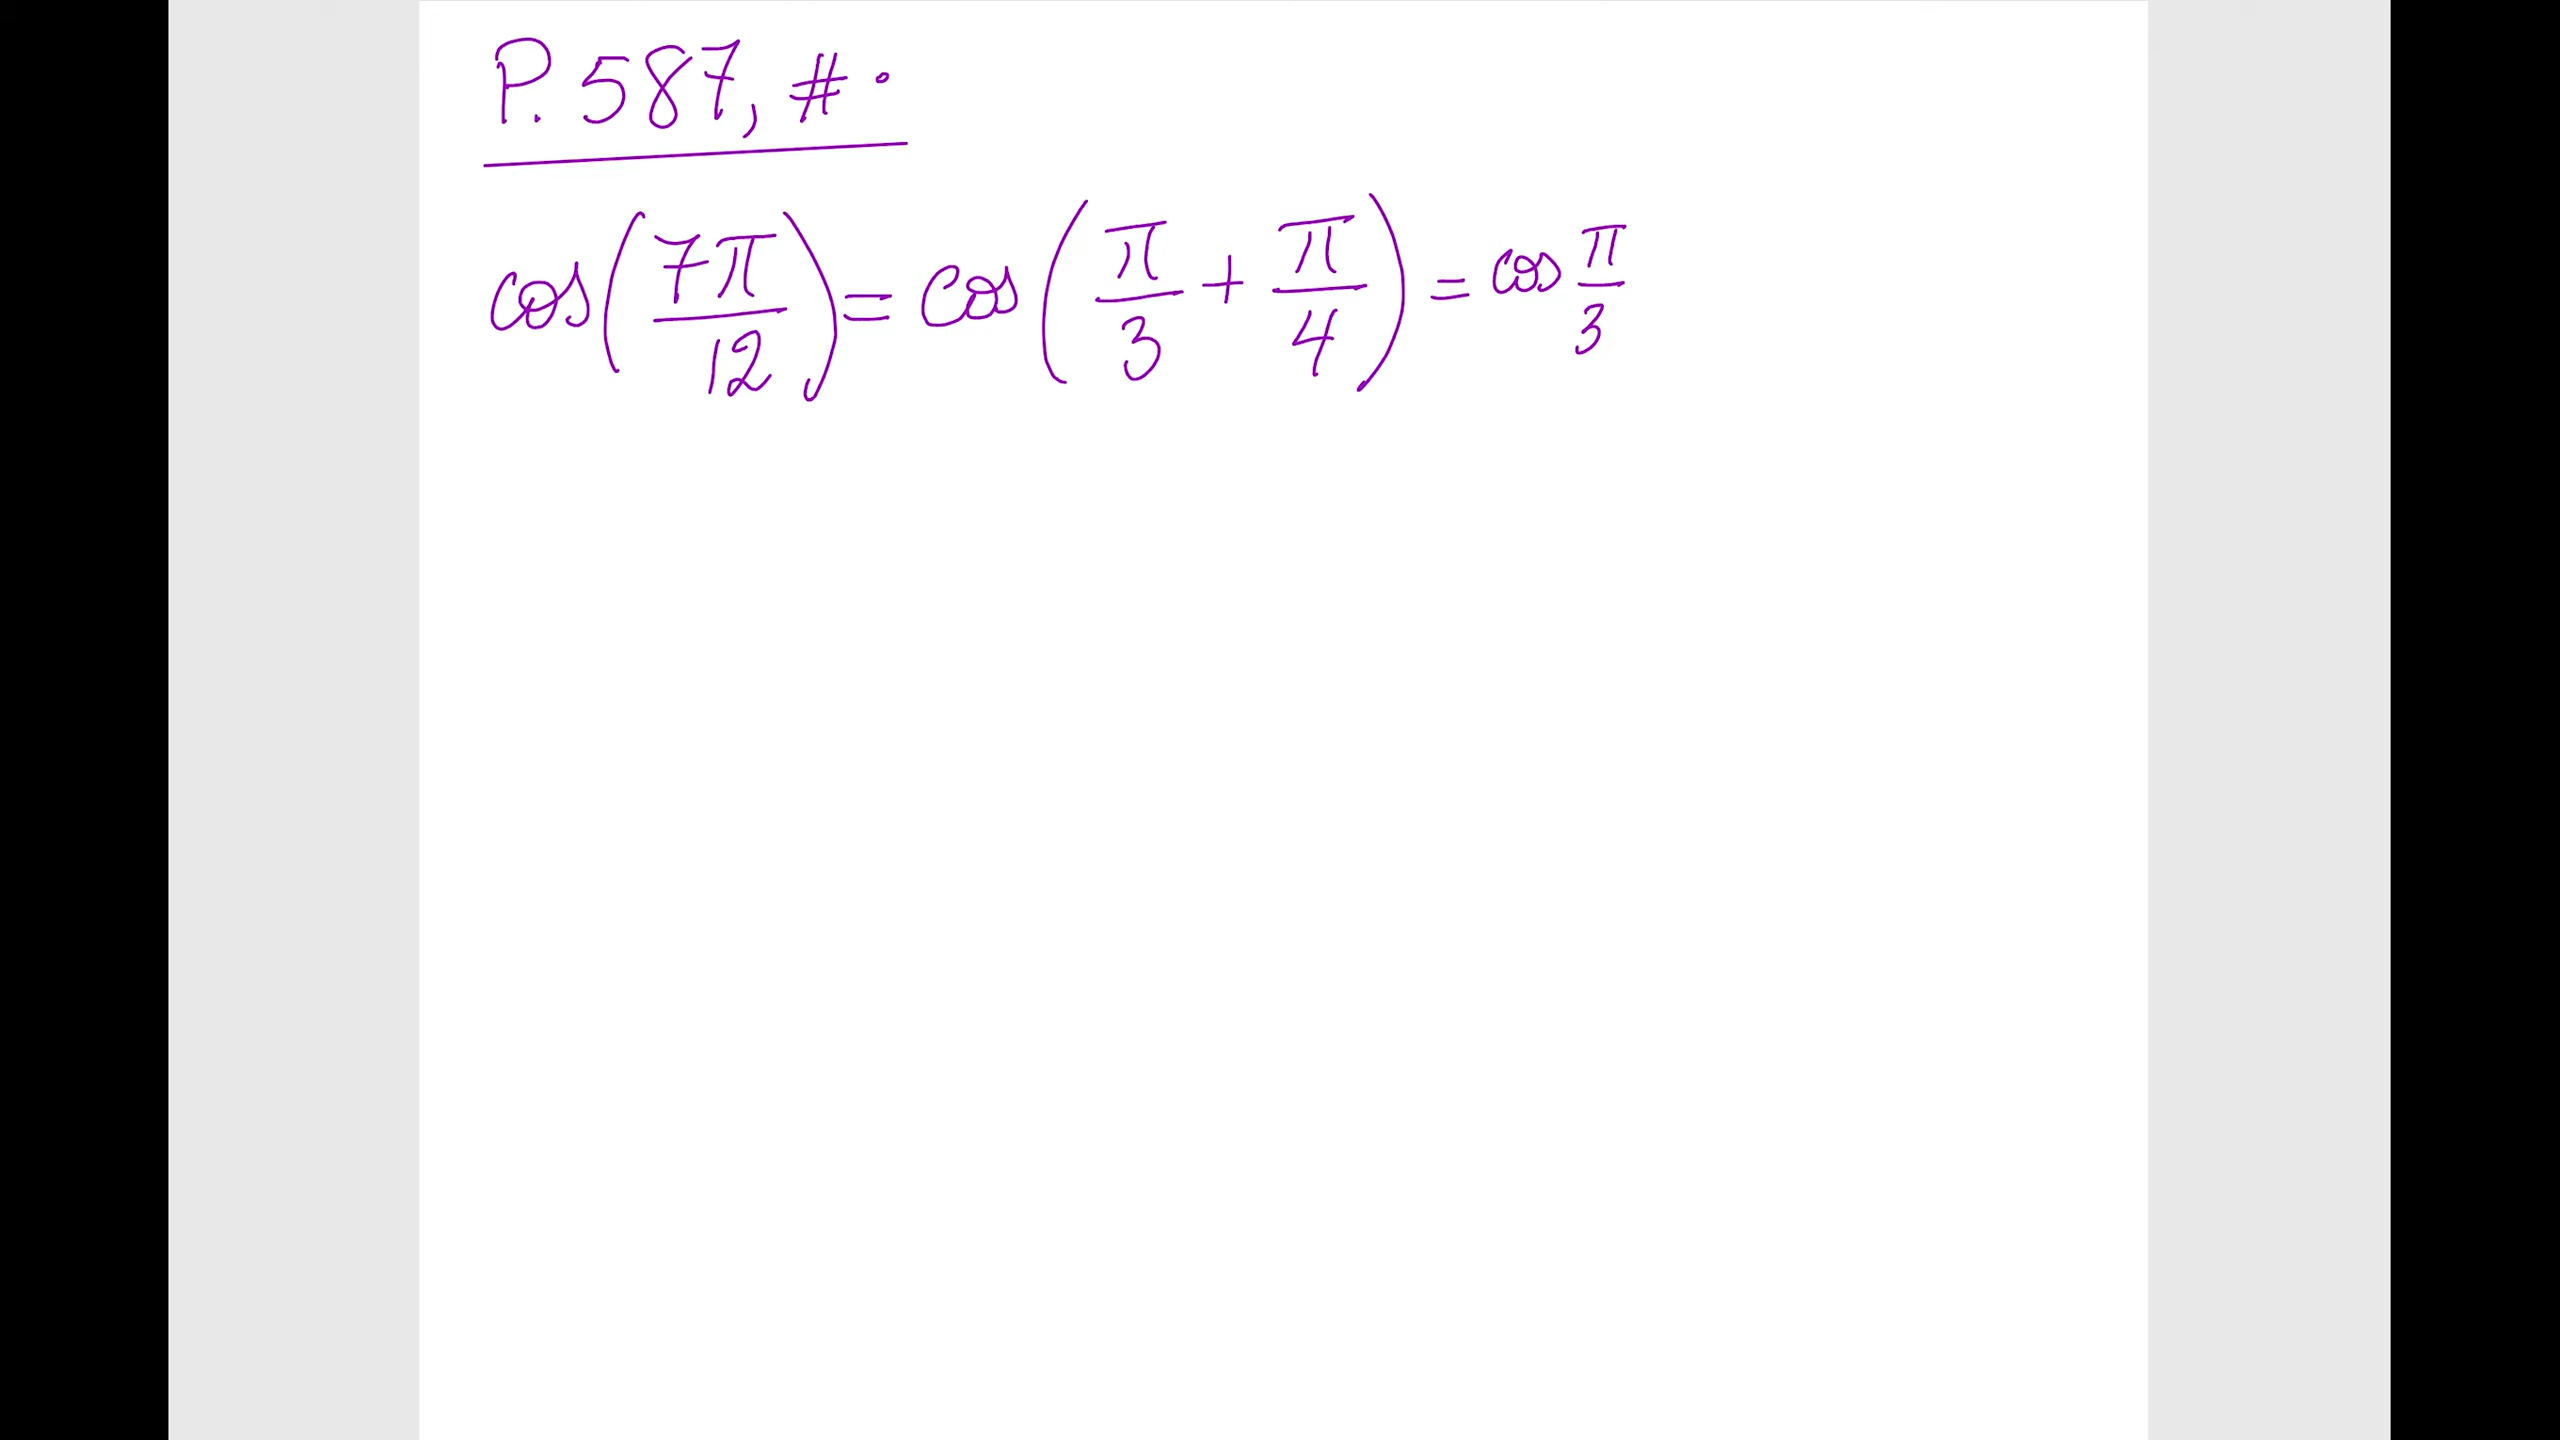 P. 587, # ·
cos(7π/12) = cos(π/3 + π/4) = cos π/3